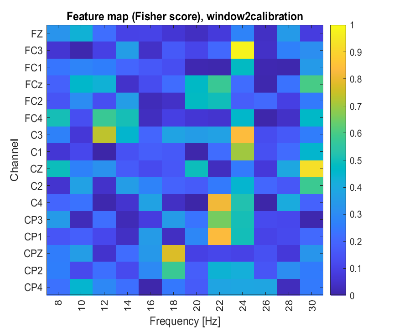 Feature map (Fisher score), window2calibration
FZ
FC3
FC1
FCz
FC2
FC4
C3
C1
CZ
C2
C4
CP3
CP1
CPZ
CP2
CP4
Channel
8 10 12 14 16 18 20 22 24 26 28 30
Frequency [Hz]
0.9
0.8
0.7
0.6
0.5
0.4
0.3
0.2
0.1
0